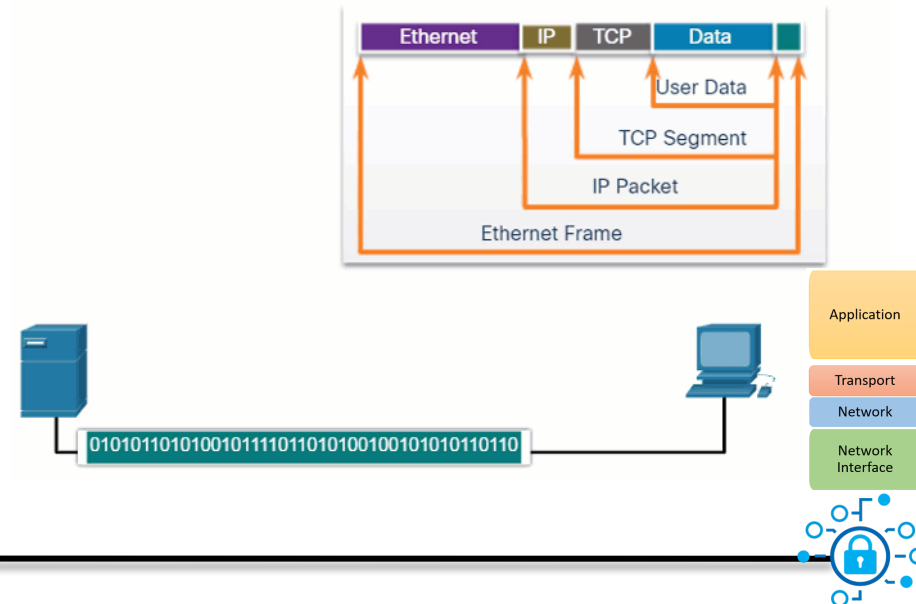 Ethernet IP TCP Data
User Data
TCP Segment
IP Packet
Ethernet Frame
Application
Transport
Network
Network
Interface
0101011010100101111011010100100101010110110